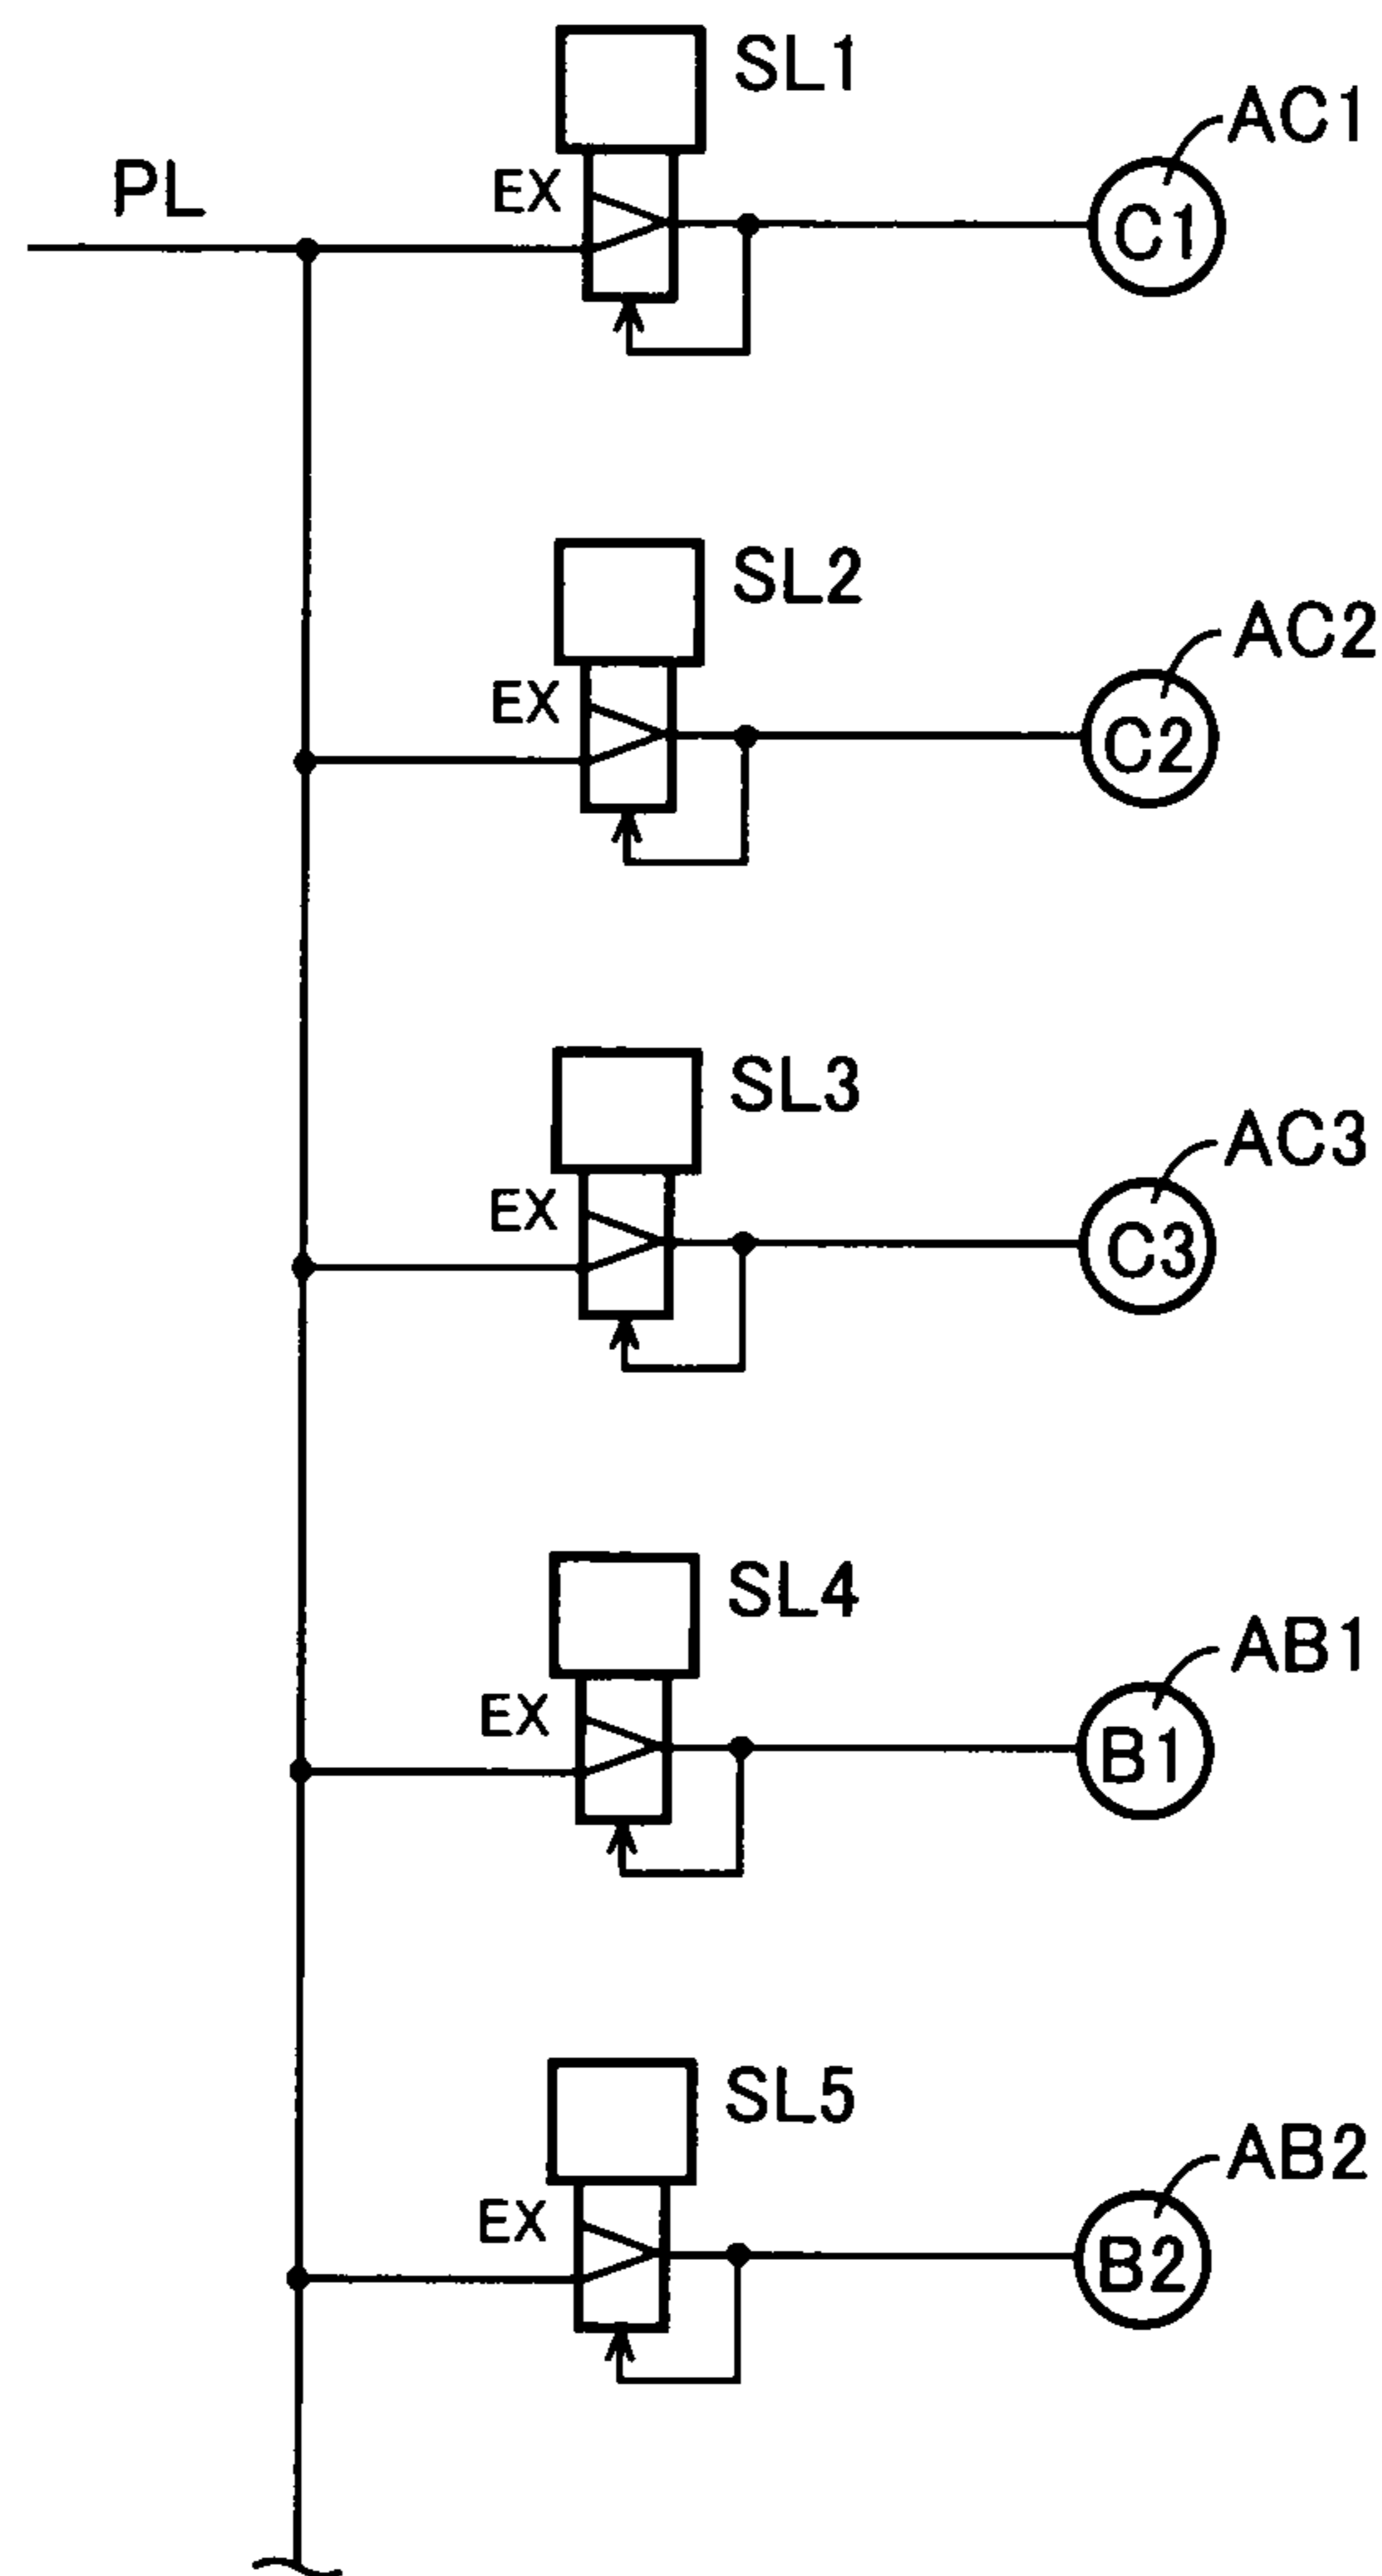 SL1
AC1
PL
EX
C1
SL2
AC2
EX
C2
SL3
AC3
EX
C3
SL4
AB1
EX
B1
SL5
AB2
EX
B2